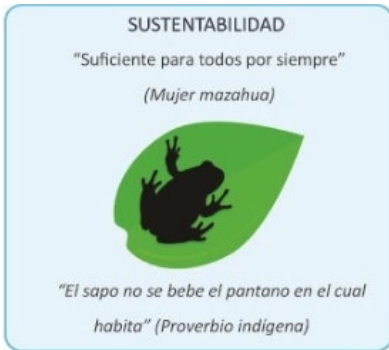 SUSTENTABILIDAD
“Suficiente para todos por siempre”
(Mujer mazahua)
“El sapo no se bebe el pantano en el cual
habita” (Proverbio indígena)